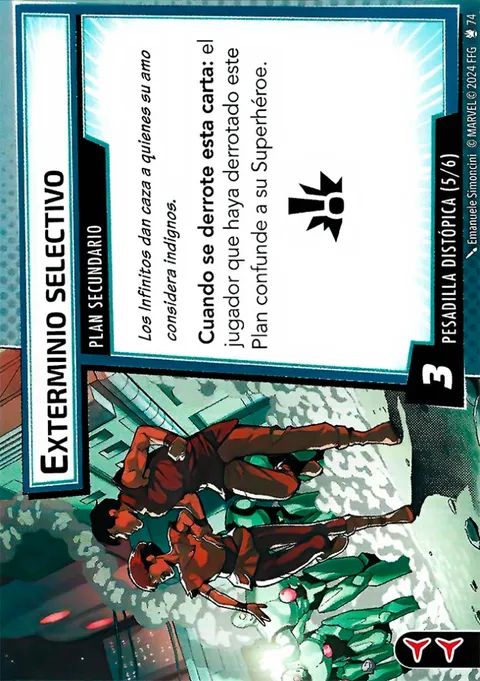 EXTERMINIO SELECTIVO
PLAN SECUNDARIO
Los Infinitos dan caza a quienes su amo
considera indignos.
Cuando se derrote esta carta: el
jugador que haya derrotado este
Plan confunde a su Superhéroe.
3
PESADILLA DISTÓPICA (5/6)
Emanuele Simoncini © MARVEL © 2024 FFG 74